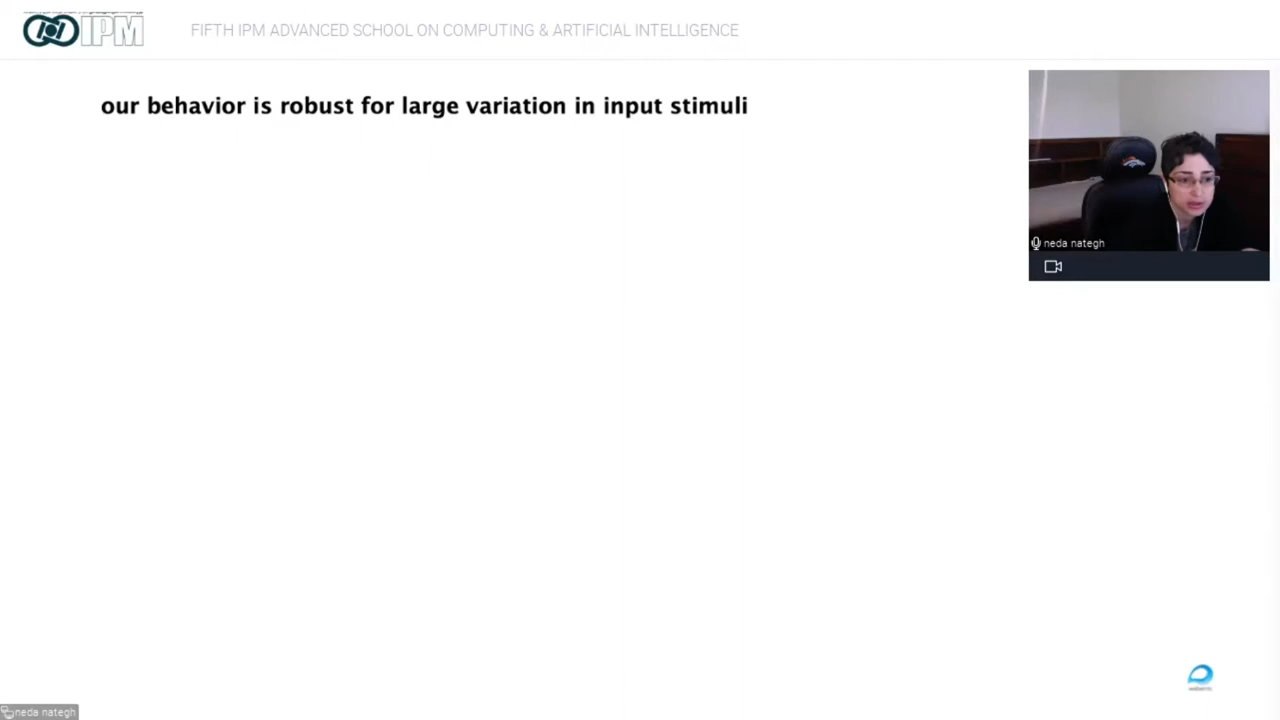 IPM
FIFTH IPM ADVANCED SCHOOL ON COMPUTING & ARTIFICIAL INTELLIGENCE
our behavior is robust for large variation in input stimuli
neda nategh
neda nategh